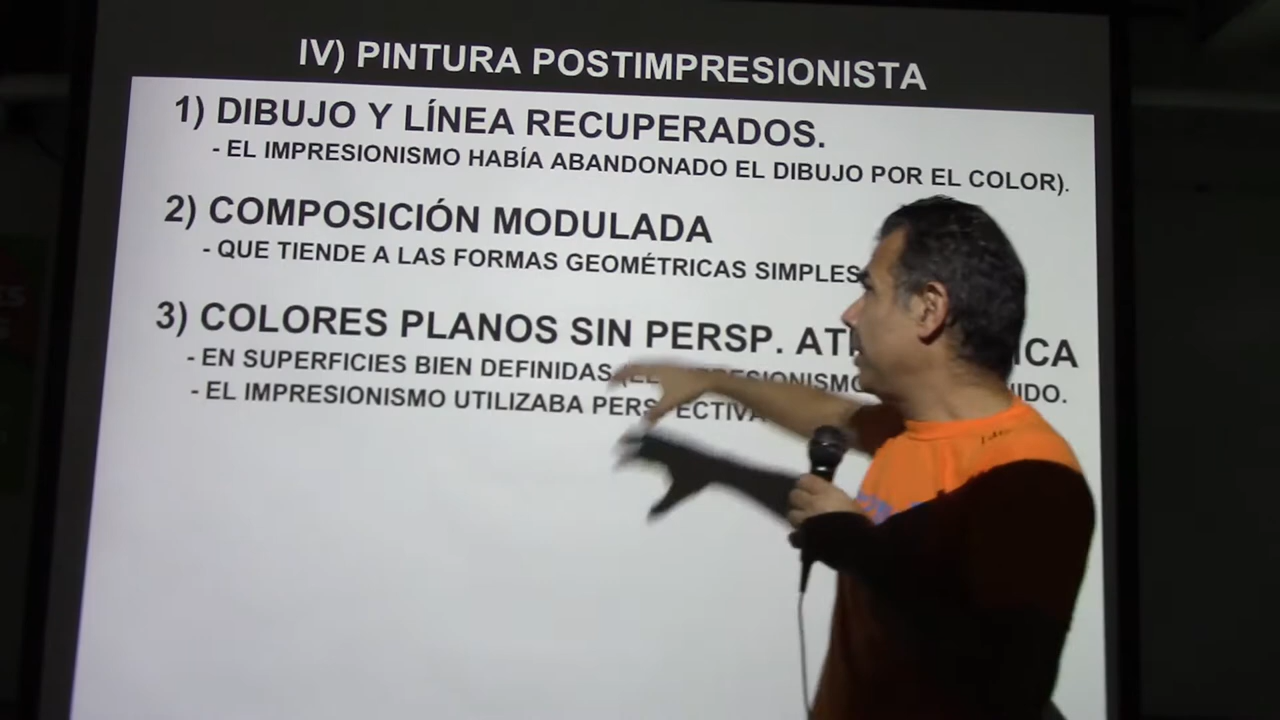 IV) PINTURA POSTIMPRESIONISTA
1) DIBUJO Y LÍNEA RECUPERADOS.
- EL IMPRESIONISMO HABÍA ABANDONADO EL DIBUJO POR EL COLOR).
2) COMPOSICIÓN MODULADA
- QUE TIENDE A LAS FORMAS GEOMÉTRICAS SIMPLES
3) COLORES PLANOS SIN PERSP.
- EN SUPERFICIES BIEN DEFINIDAS
- EL IMPRESIONISMO UTILIZABA PERSPECTIVA